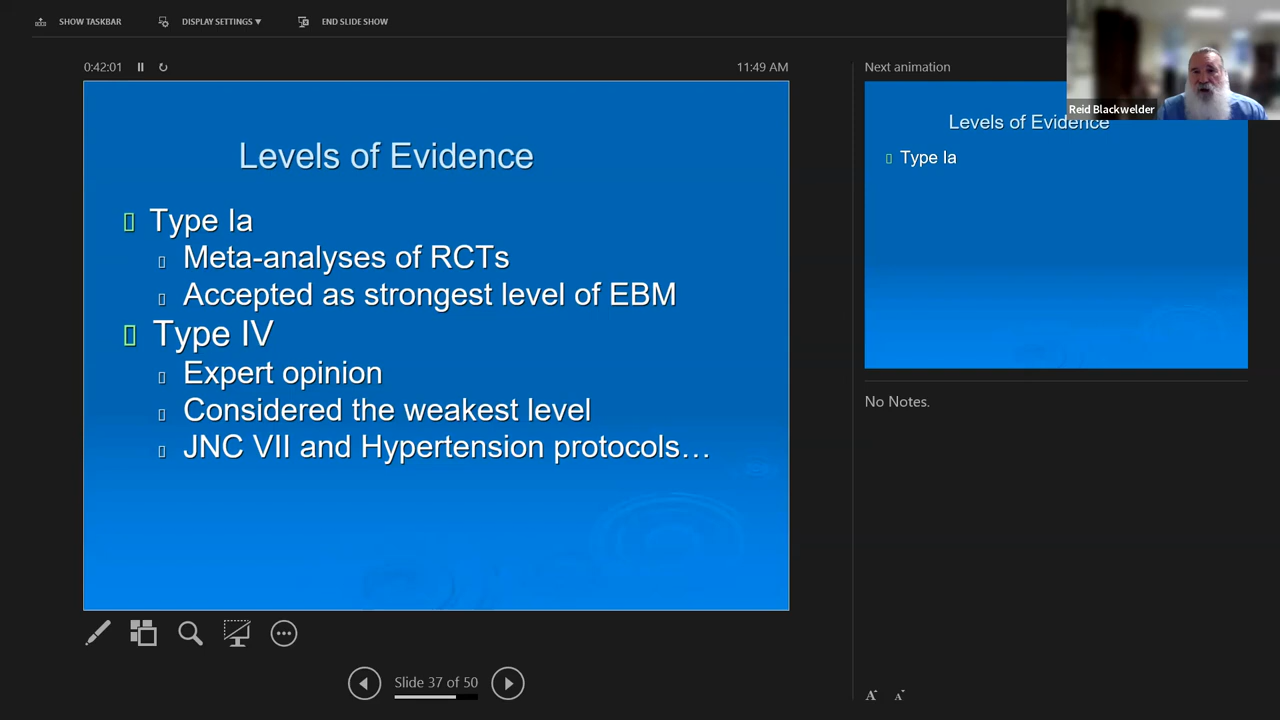 SHOW TASKBAR
DISPLAY SETTINGS ▼
END SLIDE SHOW
0:42:01
11:49 AM
Levels of Evidence
Type Ia
Meta-analyses of RCTs
Accepted as strongest level of EBM
Type IV
Expert opinion
Considered the weakest level
JNC VII and Hypertension protocols…
Slide 37 of 50
Next animation
Reid Blackwelder
Levels of Evidence
Type Ia
No Notes.
A A